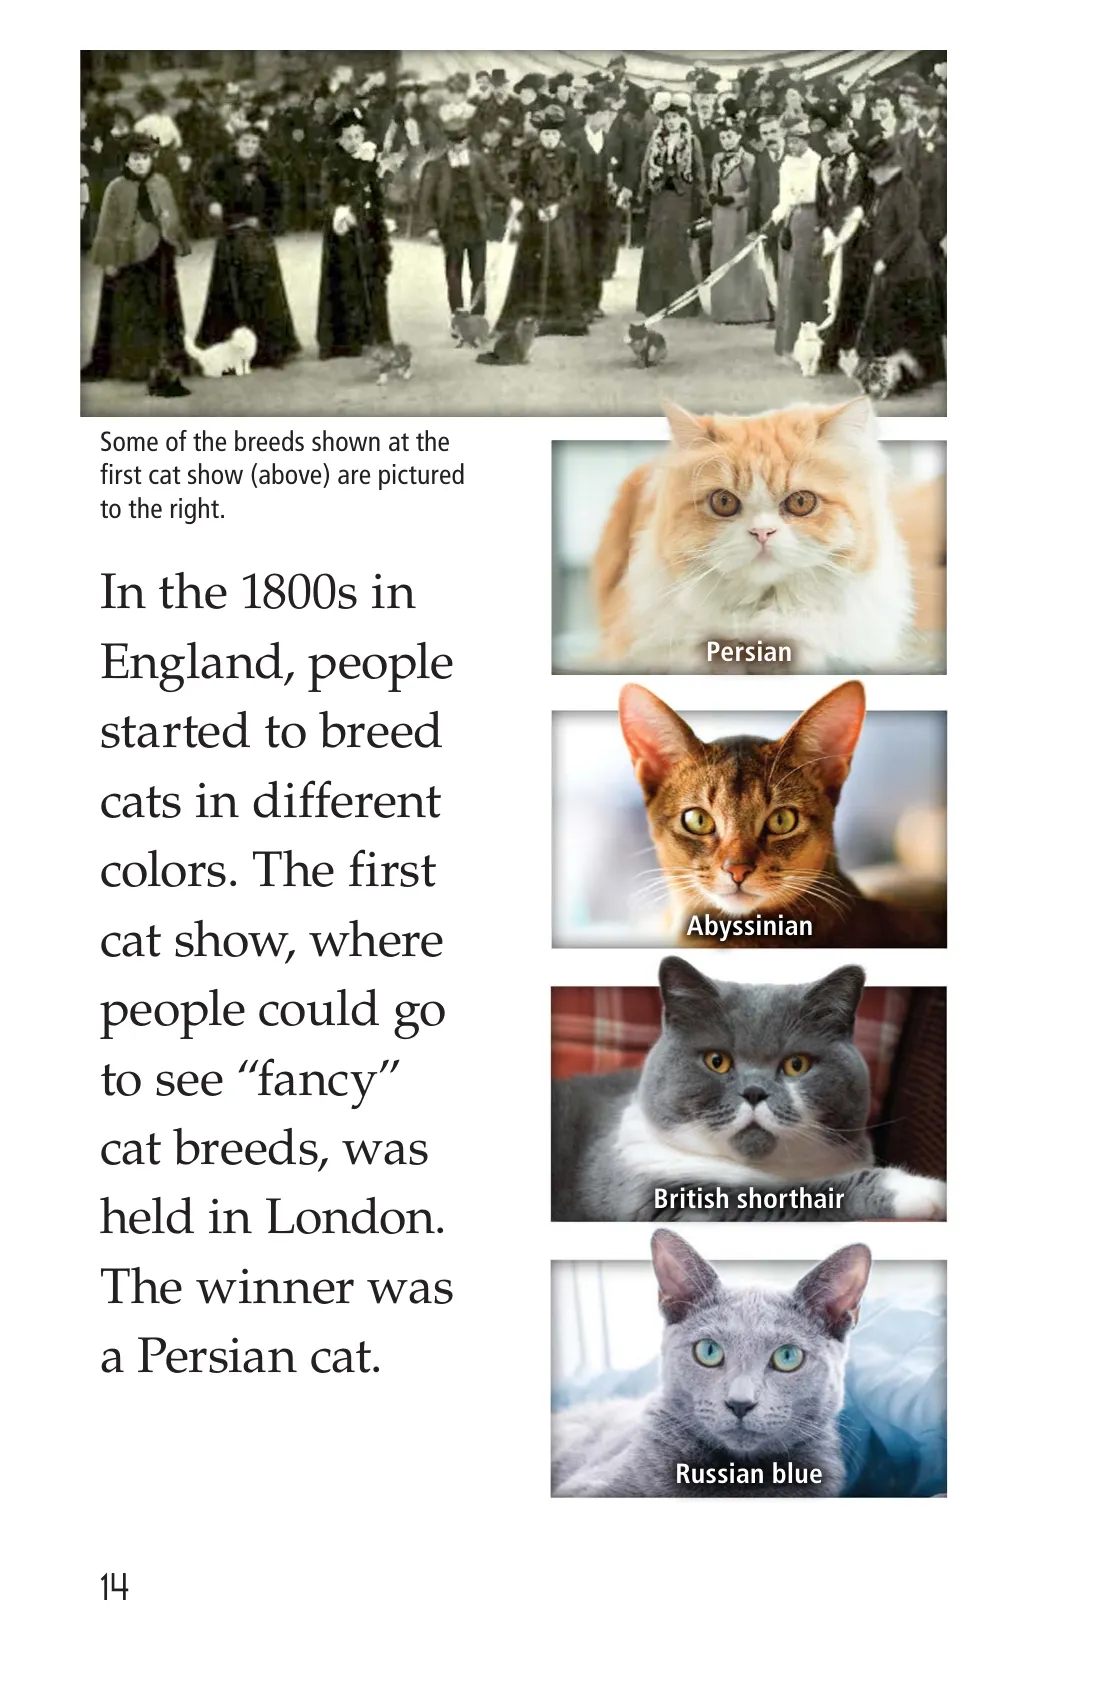 Some of the breeds shown at the
first cat show (above) are pictured
to the right.
In the 1800s in
England, people
started to breed
cats in different
colors. The first
cat show, where
people could go
to see “fancy”
cat breeds, was
held in London.
The winner was
a Persian cat.
Persian
Abyssinian
British shorthair
Russian blue
14